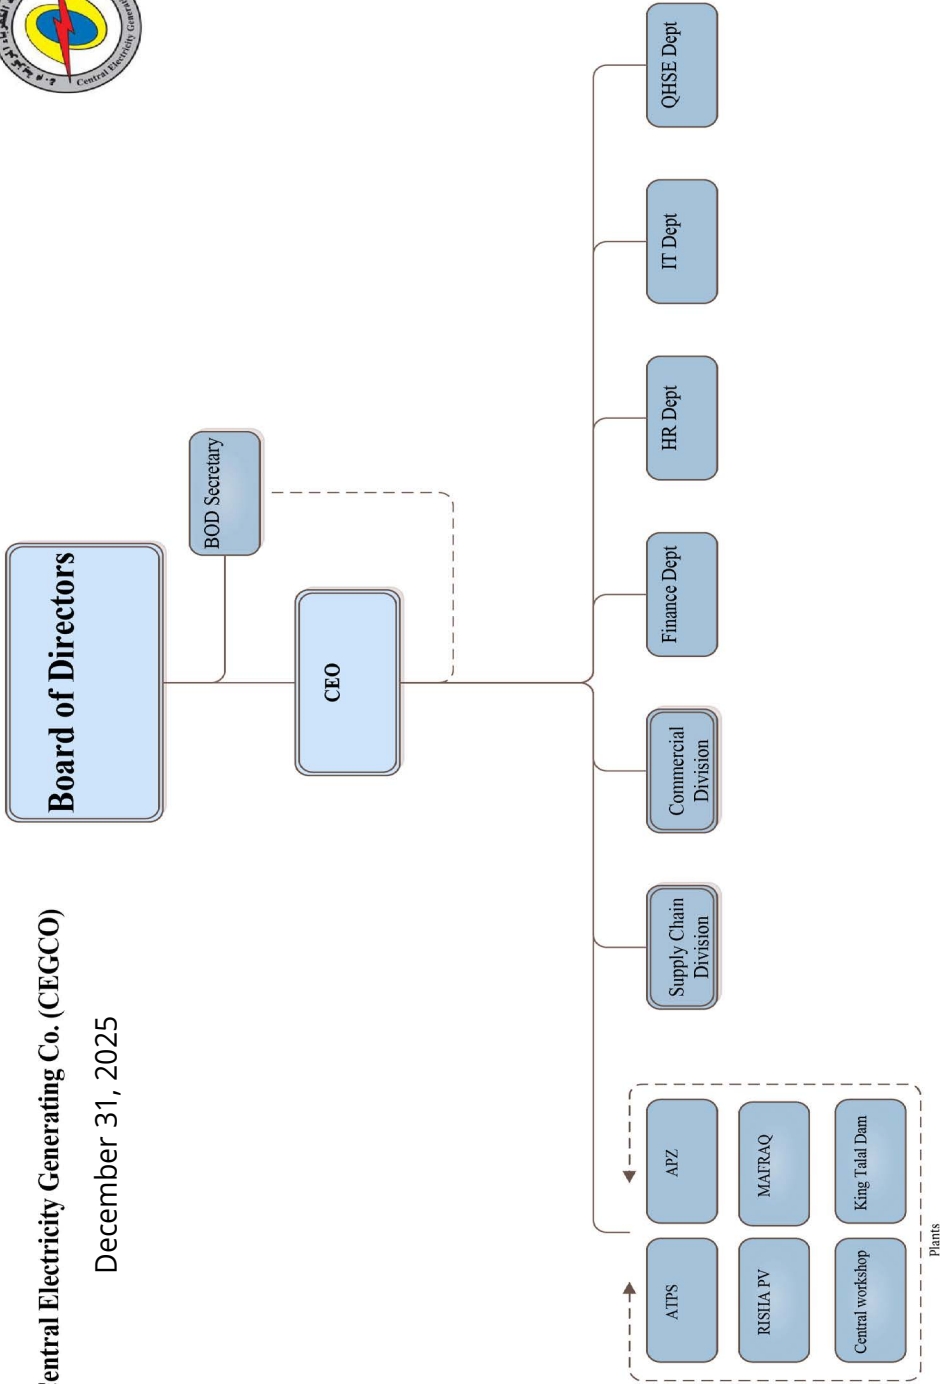 entral Electricity Generating Co. (CEGCO)
December 31, 2025
Central Electricity
Board of Directors
BOD Secretary
CEO
ATPS
APZ
RISHA PV
MAFRAQ
Central workshop
King Talal Dam
Plants
Supply Chain
Division
Commercial
Division
Finance Dept
HR Dept
IT Dept
QHSE Dept